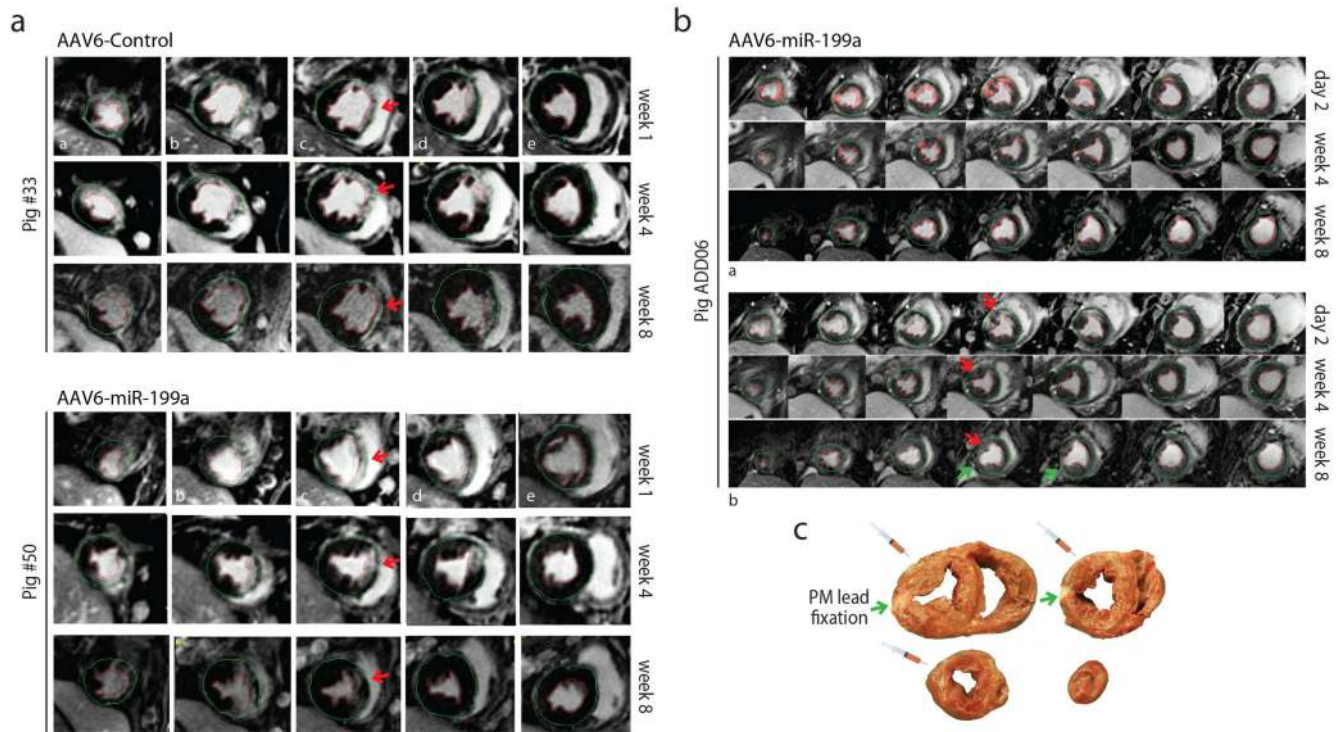 a
AAV6-Control
Pig #33
a
b
c
d
e
week 1
week 4
week 8
AAV6-miR-199a
Pig #50
b
c
d
e
week 1
week 4
week 8
b
AAV6-miR-199a
Pig ADD06
day 2
week 4
week 8
a
day 2
week 4
week 8
b
c
PM lead
fixation